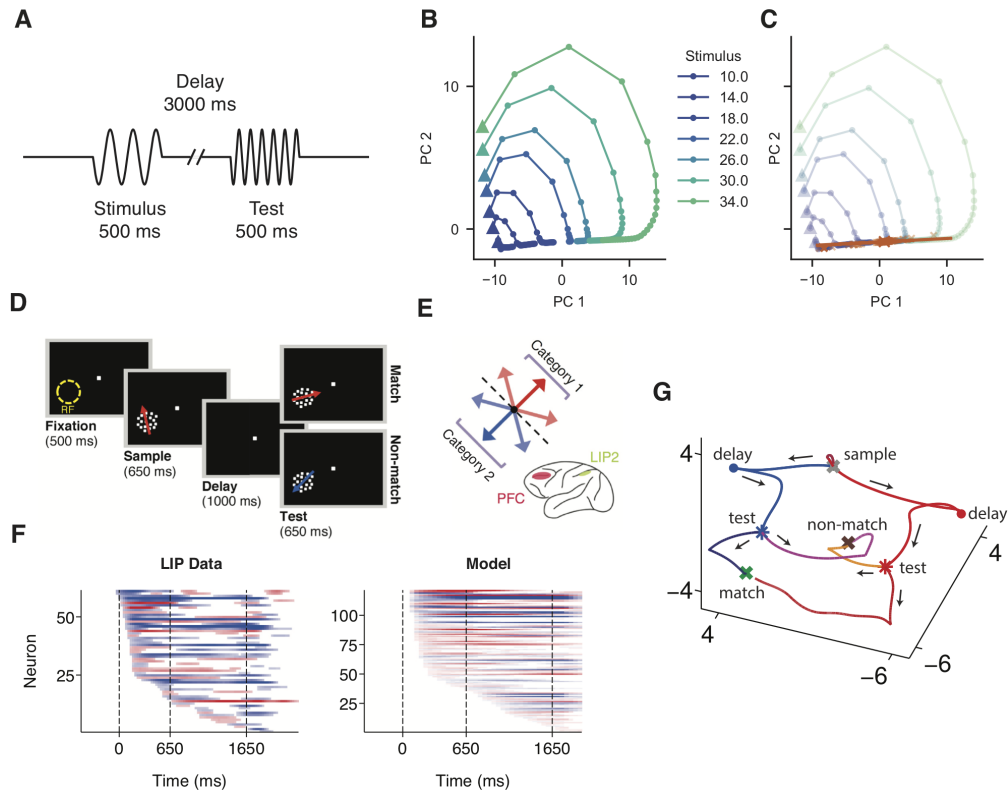 A
Delay
3000 ms
Stimulus
500 ms
Test
500 ms
B
PC 2
10
0
−10
0
10
PC 1
Stimulus
10.0
14.0
18.0
22.0
26.0
30.0
34.0
C
PC 2
10
0
−10
0
10
PC 1
D
RF
Fixation
(500 ms)
Sample
(650 ms)
Delay
(1000 ms)
Test
(650 ms)
Match
Non-match
E
Category 1
Category 2
LIP2
PFC
F
LIP Data
Neuron
50
25
0
650
1650
Time (ms)
Model
100
75
50
25
0
650
1650
Time (ms)
G
4
−4
4
−6
−6
4
delay
sample
delay
test
non-match
test
match